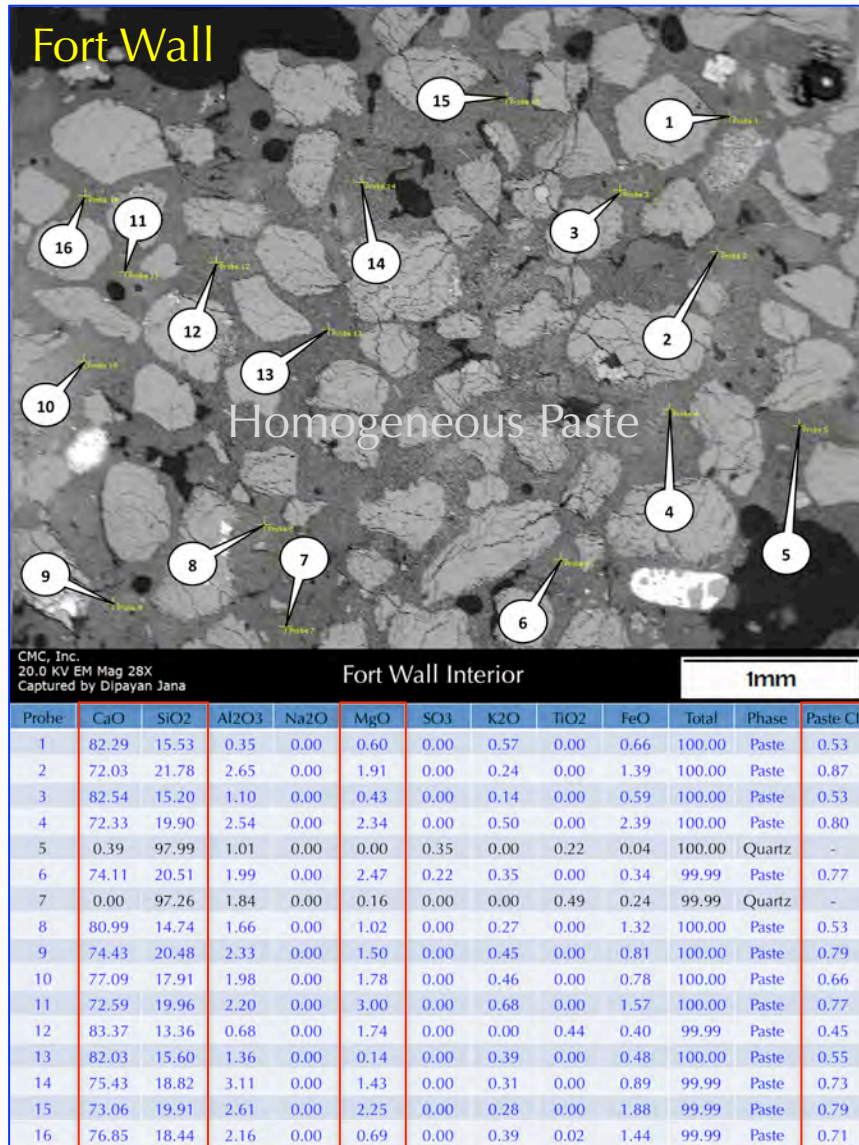 Fort Wall
15
1
3
16
11
14
12
2
13
10
Homogeneous Paste
4
5
8
7
9
6
Probe 1
Probe 2
Probe 3
Probe 5
Probe 7
Probe 10
Probe 11
Probe 12
Probe 13
Probe 14
CMC, Inc.
20.0 KV EM Mag 28X
Captured by Dipayan Jana
Fort Wall Interior
1mm
Probe CaO SiO2 Al2O3 Na2O MgO SO3 K2O TiO2 FeO Total Phase Paste CI
1 82.29 15.53 0.35 0.00 0.60 0.00 0.57 0.00 0.66 100.00 Paste 0.53
2 72.03 21.78 2.65 0.00 1.91 0.00 0.24 0.00 1.39 100.00 Paste 0.87
3 82.54 15.20 1.10 0.00 0.43 0.00 0.14 0.00 0.59 100.00 Paste 0.53
4 72.33 19.90 2.54 0.00 2.34 0.00 0.50 0.00 2.39 100.00 Paste 0.80
5 0.39 97.99 1.01 0.00 0.00 0.35 0.00 0.22 0.04 100.00 Quartz -
6 74.11 20.51 1.99 0.00 2.47 0.22 0.35 0.00 0.34 99.99 Paste 0.77
7 0.00 97.26 1.84 0.00 0.16 0.00 0.00 0.49 0.24 99.99 Quartz -
8 80.99 14.74 1.66 0.00 1.02 0.00 0.27 0.00 1.32 100.00 Paste 0.53
9 74.43 20.48 2.33 0.00 1.50 0.00 0.45 0.00 0.81 100.00 Paste 0.79
10 77.09 17.91 1.98 0.00 1.78 0.00 0.46 0.00 0.78 100.00 Paste 0.66
11 72.59 19.96 2.20 0.00 3.00 0.00 0.68 0.00 1.57 100.00 Paste 0.77
12 83.37 13.36 0.68 0.00 1.74 0.00 0.00 0.44 0.40 99.99 Paste 0.45
13 82.03 15.60 1.36 0.00 0.14 0.00 0.39 0.00 0.48 100.00 Paste 0.55
14 75.43 18.82 3.11 0.00 1.43 0.00 0.31 0.00 0.89 99.99 Paste 0.73
15 73.06 19.91 2.61 0.00 2.25 0.00 0.28 0.00 1.88 99.99 Paste 0.79
16 76.85 18.44 2.16 0.00 0.69 0.00 0.39 0.02 1.44 99.99 Paste 0.71